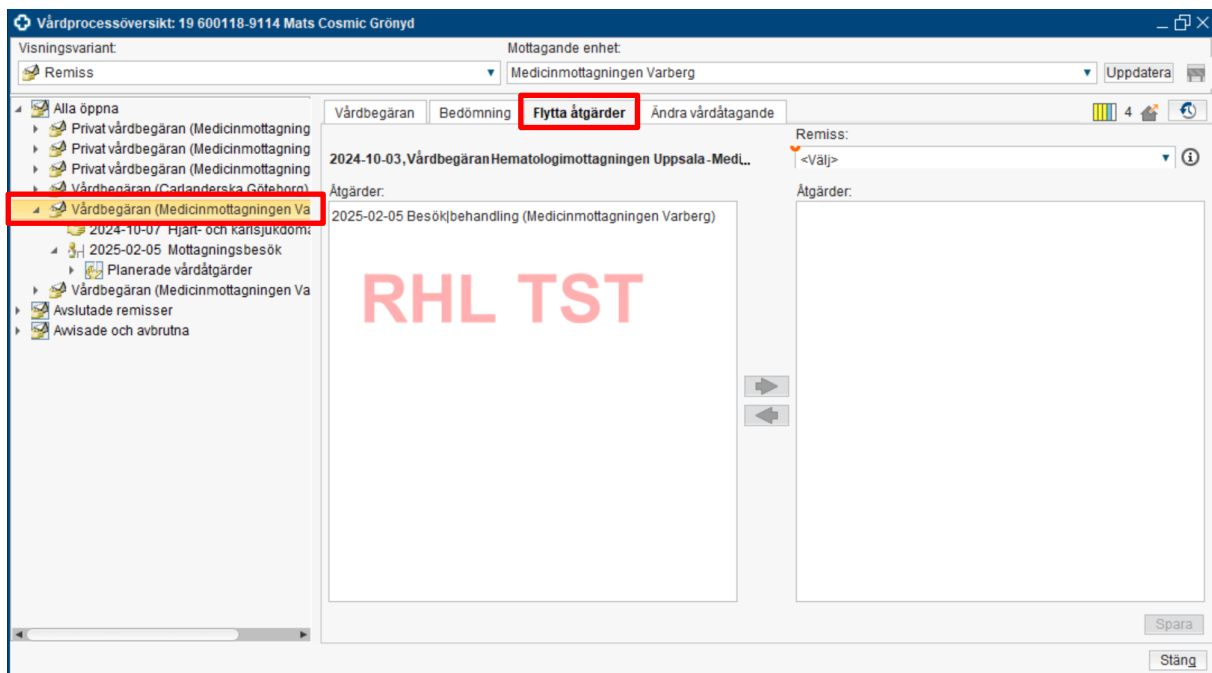 Vårdprocessöversikt: 19 600118-9114 Mats Cosmic Grönyd
Visningsvariant:
Mottagande enhet:
Remiss
Medicinmottagningen Varberg
Uppdatera
Alla öppna
Privat vårdbegäran (Medicinmottagning
Privat vårdbegäran (Medicinmottagning
Privat vårdbegäran (Medicinmottagning
Vårdbegäran (Carlanderska Göteborg)
Vårdbegäran (Medicinmottagningen Va
2024-10-07 Hjärt- och kärlsjukdoma
2025-02-05 Mottagningsbesök
Planerade vårdåtgärder
Vårdbegäran (Medicinmottagningen Va
Avslutade remisser
Avvisade och avbrutna
Vårdbegäran
Bedömning
Flytta åtgärder
Ändra vårdåtagande
4
2024-10-03, Vårdbegäran Hematologimottagningen Uppsala - Medi...
Remiss:
<Välj>
Åtgärder:
2025-02-05 Besök|behandling (Medicinmottagningen Varberg)
RHL TST
Åtgärder:
Spara
Stäng